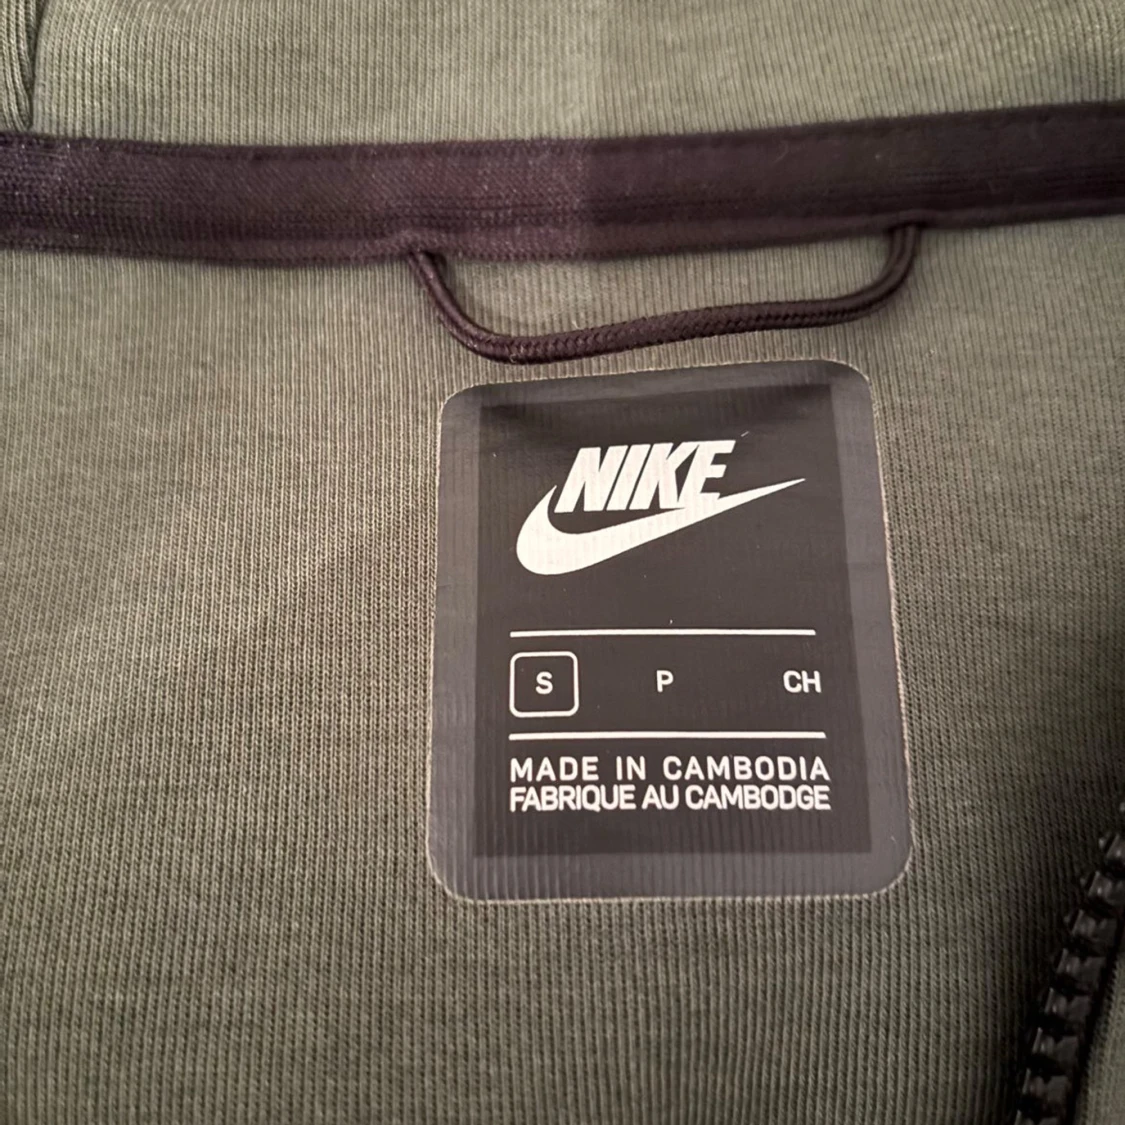 NIKE
S P CH
MADE IN CAMBODIA
FABRIQUE AU CAMBODGE